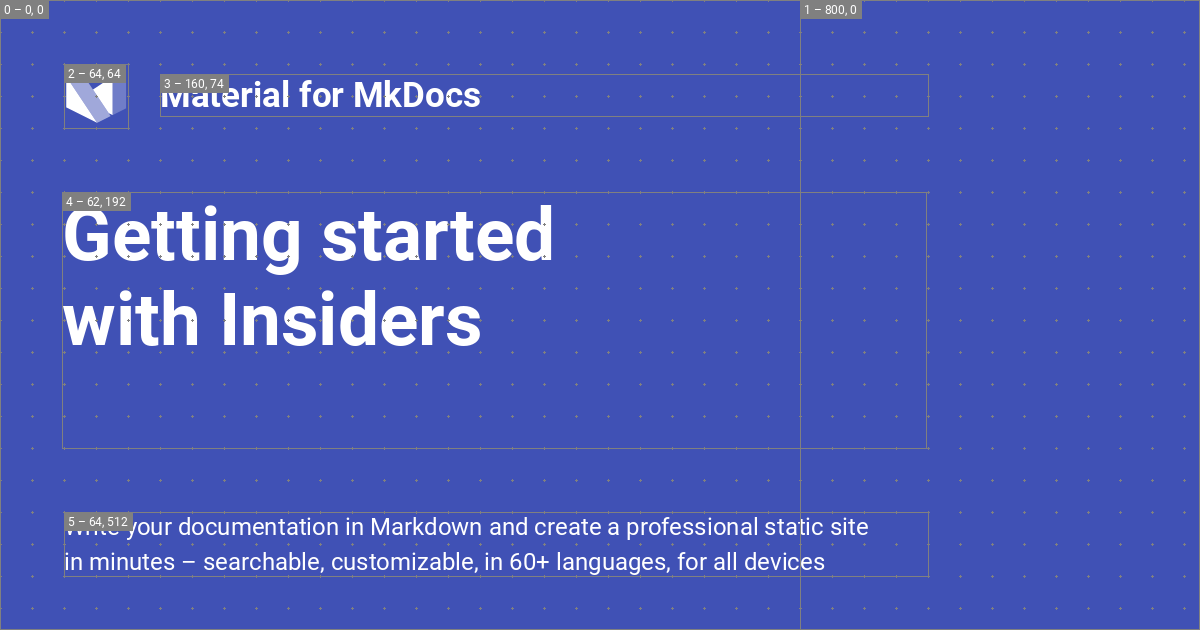 0 – 0, 0
1 – 800, 0
2 – 64, 64
3 – 160, 74
Material for MkDocs
4 – 62, 192
Getting started
with Insiders
5 – 64, 512
Write your documentation in Markdown and create a professional static site
in minutes – searchable, customizable, in 60+ languages, for all devices